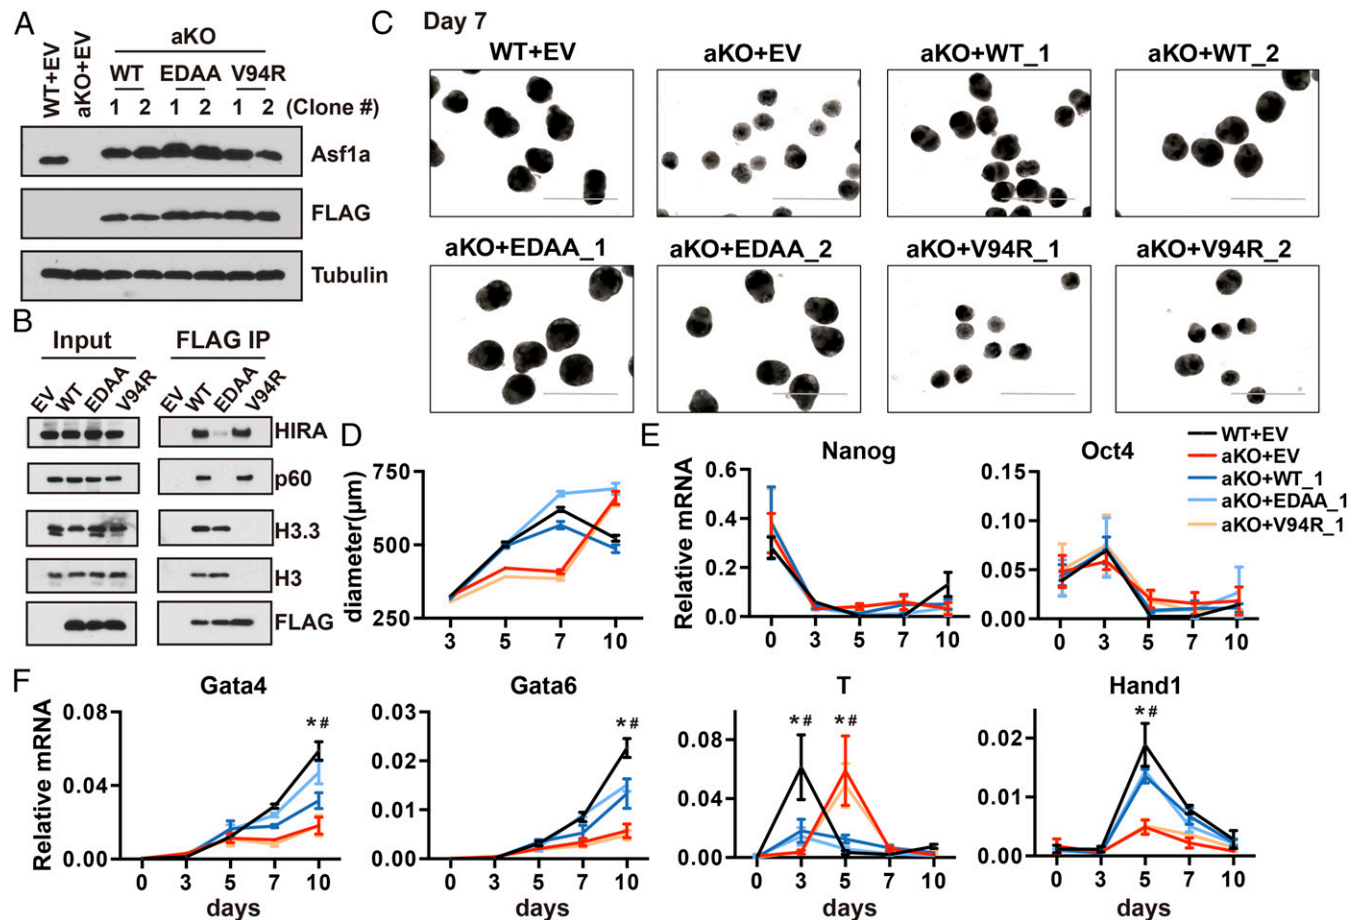 A
WT+EV
aKO+EV
aKO
WT EDAA V94R
1 2 1 2 1 2 (Clone #)
Asf1a
FLAG
Tubulin
B
Input FLAG IP
EV WT EDAA V94R EV WT EDAA V94R
HIRA
p60
H3.3
H3
FLAG
C Day 7
WT+EV aKO+EV aKO+WT_1 aKO+WT_2
aKO+EDAA_1 aKO+EDAA_2 aKO+V94R_1 aKO+V94R_2
D
diameter(μm)
750
500
250
3 5 7 10
E
Nanog
Relative mRNA
0.6
0.4
0.2
0.0
0 3 5 7 10
Oct4
0.15
0.10
0.05
0.00
0 3 5 7 10
WT+EV
aKO+EV
aKO+WT_1
aKO+EDAA_1
aKO+V94R_1
F
Gata4
Relative mRNA
0.08
0.04
0.00
*#
0 3 5 7 10
days
Gata6
0.03
0.02
0.01
0.00
*#
0 3 5 7 10
days
T
0.08
0.04
0.00
*# *#
0 3 5 7 10
days
Hand1
0.02
0.01
0.00
*#
0 3 5 7 10
days